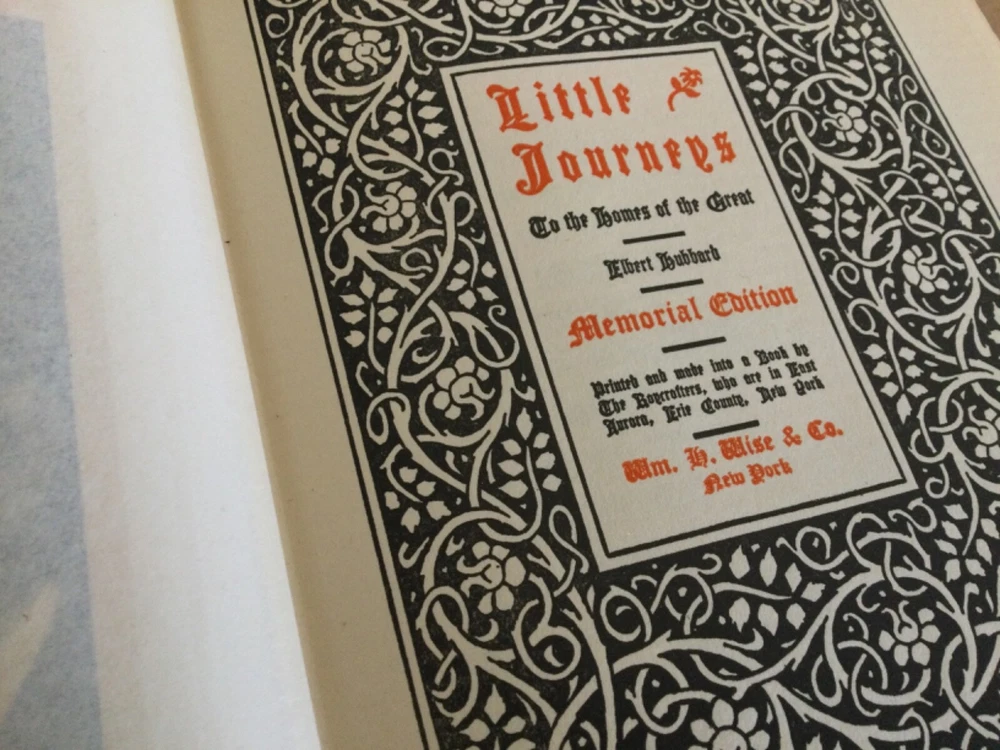 Little
Journeys
To the Homes of the Great
Elbert Hubbard
Memorial Edition
Printed and made into a Book by
The Roycrofters, who are in East
Aurora, Erie County, New York
Wm. H. Wise & Co.
New York